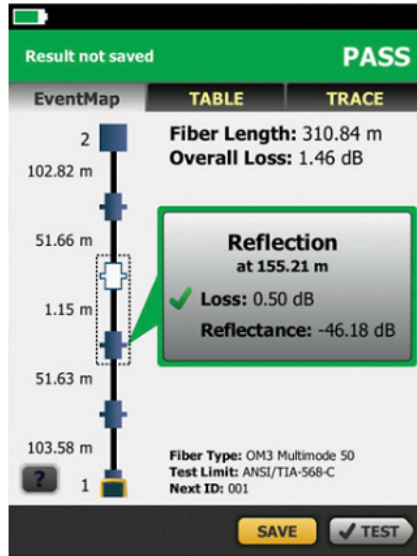 Result not saved
PASS
EventMap
TABLE
TRACE
2
Fiber Length: 310.84 m
Overall Loss: 1.46 dB
102.82 m
51.66 m
Reflection
at 155.21 m
Loss: 0.50 dB
Reflectance: -46.18 dB
1.15 m
51.63 m
103.58 m
Fiber Type: OM3 Multimode 50
Test Limit: ANSI/TIA-568-C
Next ID: 001
?
1
SAVE
TEST